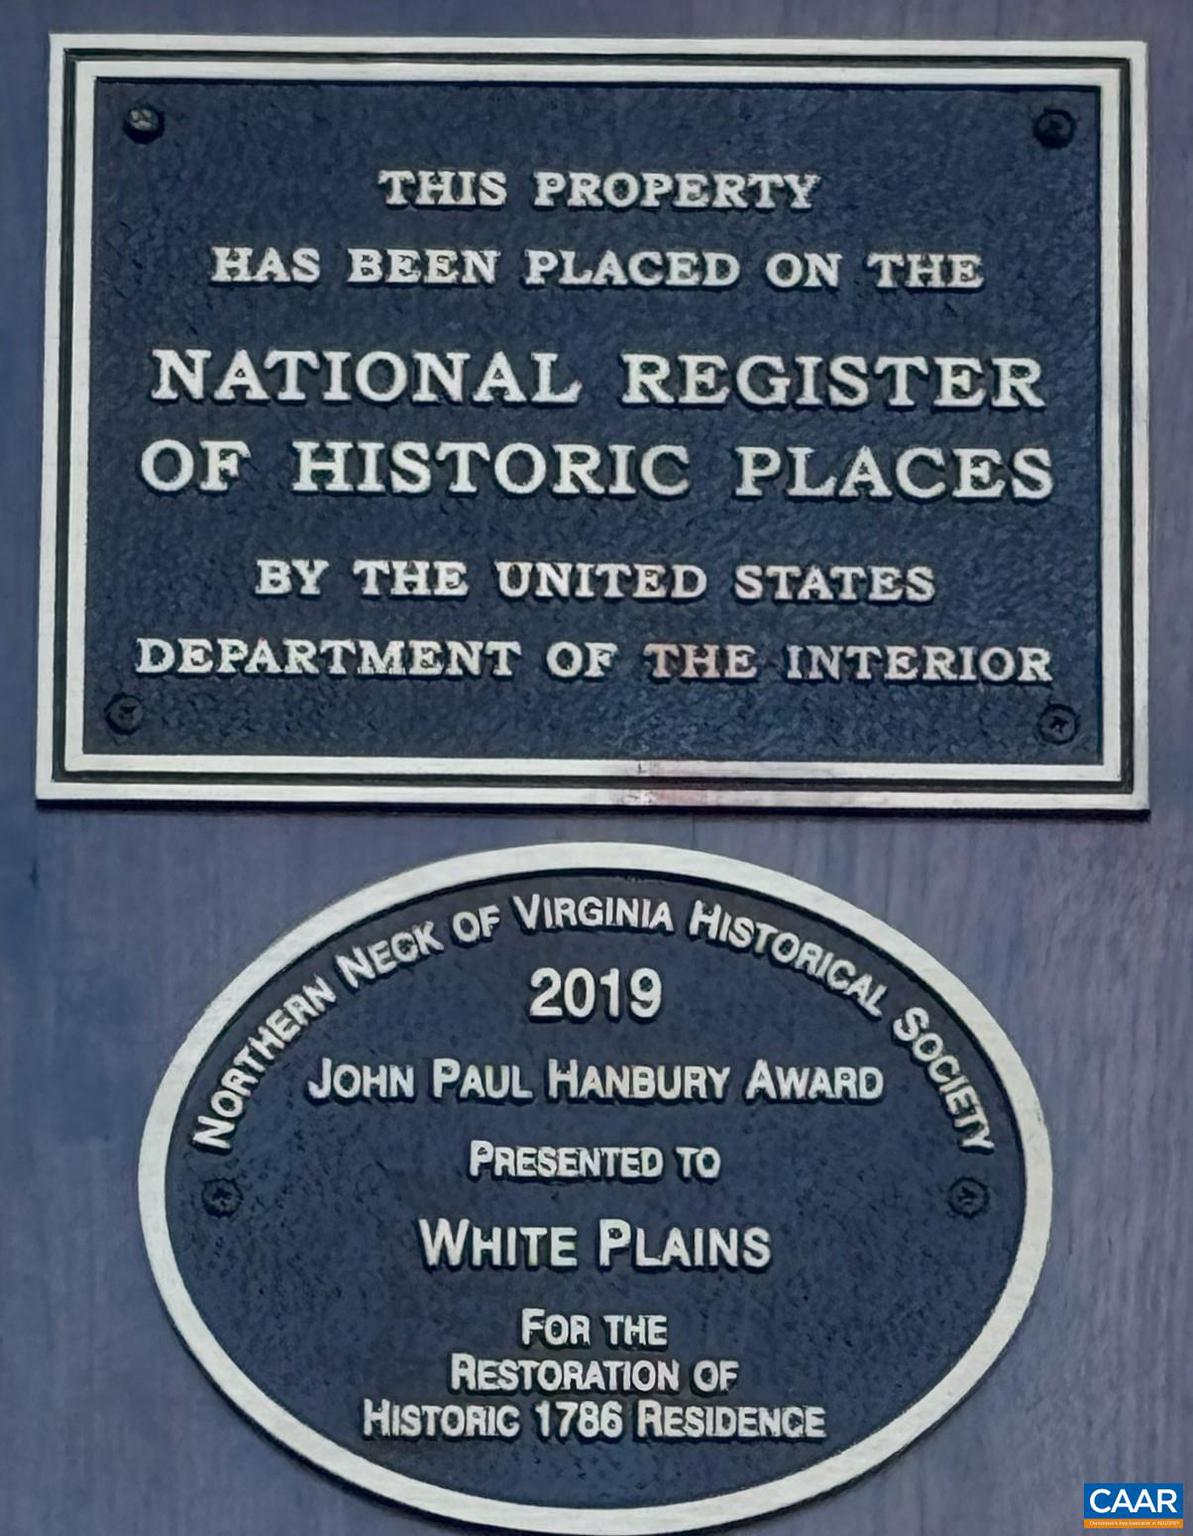 THIS PROPERTY
HAS BEEN PLACED ON THE
NATIONAL REGISTER
OF HISTORIC PLACES
BY THE UNITED STATES
DEPARTMENT OF THE INTERIOR
NORTHERN NECK OF VIRGINIA HISTORICAL SOCIETY
2019
JOHN PAUL HANBURY AWARD
PRESENTED TO
WHITE PLAINS
FOR THE
RESTORATION OF
HISTORIC 1786 RESIDENCE
CAAR